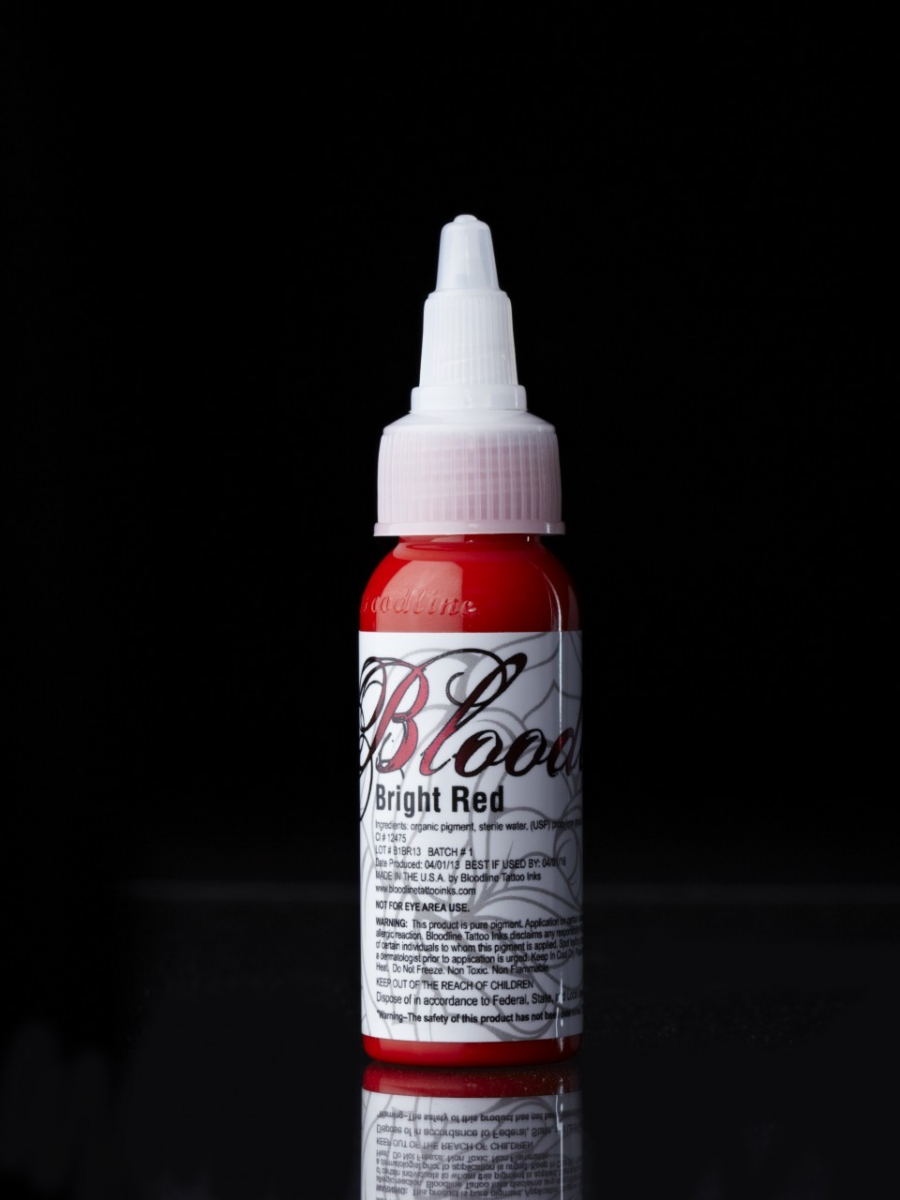 Blood
Bright Red
Ingredients: organic pigment, sterile water, (USP)
CI # 12475
LOT # B1BR13 BATCH # 1
Date Produced: 04/01/13 BEST IF USED BY: 04/01/16
MADE IN THE U.S.A. by Bloodline Tattoo Inks
www.bloodlinetattooinks.com
NOT FOR EYE AREA USE.
WARNING: This product is pure pigment. Application
allergic reaction. Bloodline Tattoo Inks disclaims any
of certain individuals to whom this pigment is applied. Spot
a dermatologist prior to application is urged. Keep In Cool
Heat. Do Not Freeze. Non Toxic. Non Flammable
KEEP OUT OF THE REACH OF CHILDREN
Dispose of in accordance to Federal, State,
"Warning–The safety of this product has not